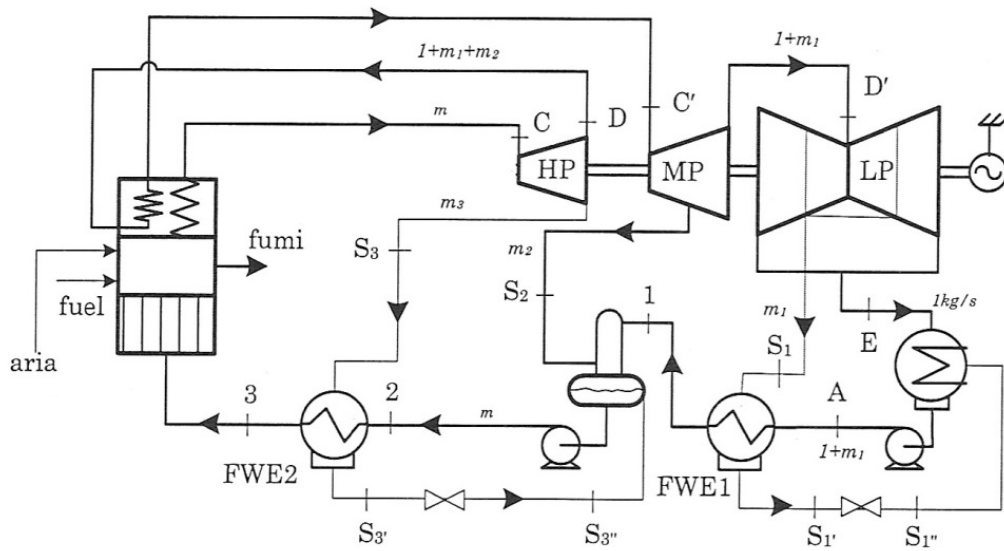 1+m₁
1+m₁+m₂
C'
D
D'
m
C
HP
MP
LP
m₃
S₃
fumi
m₂
S₂
1
m₁
1kg/s
fuel
S₁
E
aria
3
2
m
A
FWE2
FWE1
1+m₁
S₃'
S₃"
S₁'
S₁"